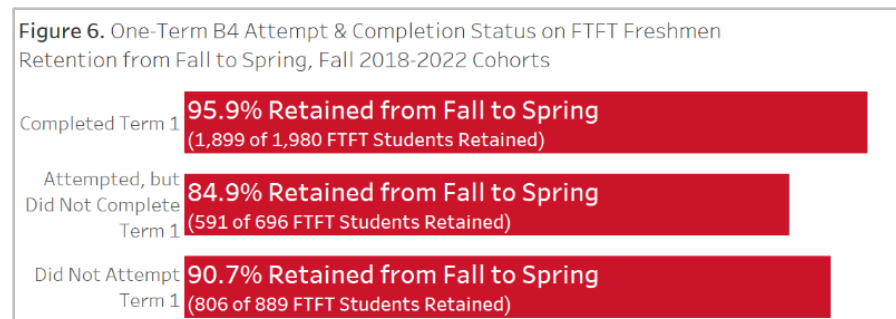 Figure 6. One-Term B4 Attempt & Completion Status on FTFT Freshmen
Retention from Fall to Spring, Fall 2018-2022 Cohorts
Completed Term 1
95.9% Retained from Fall to Spring
(1,899 of 1,980 FTFT Students Retained)
Attempted, but
Did Not Complete
Term 1
84.9% Retained from Fall to Spring
(591 of 696 FTFT Students Retained)
Did Not Attempt
Term 1
90.7% Retained from Fall to Spring
(806 of 889 FTFT Students Retained)